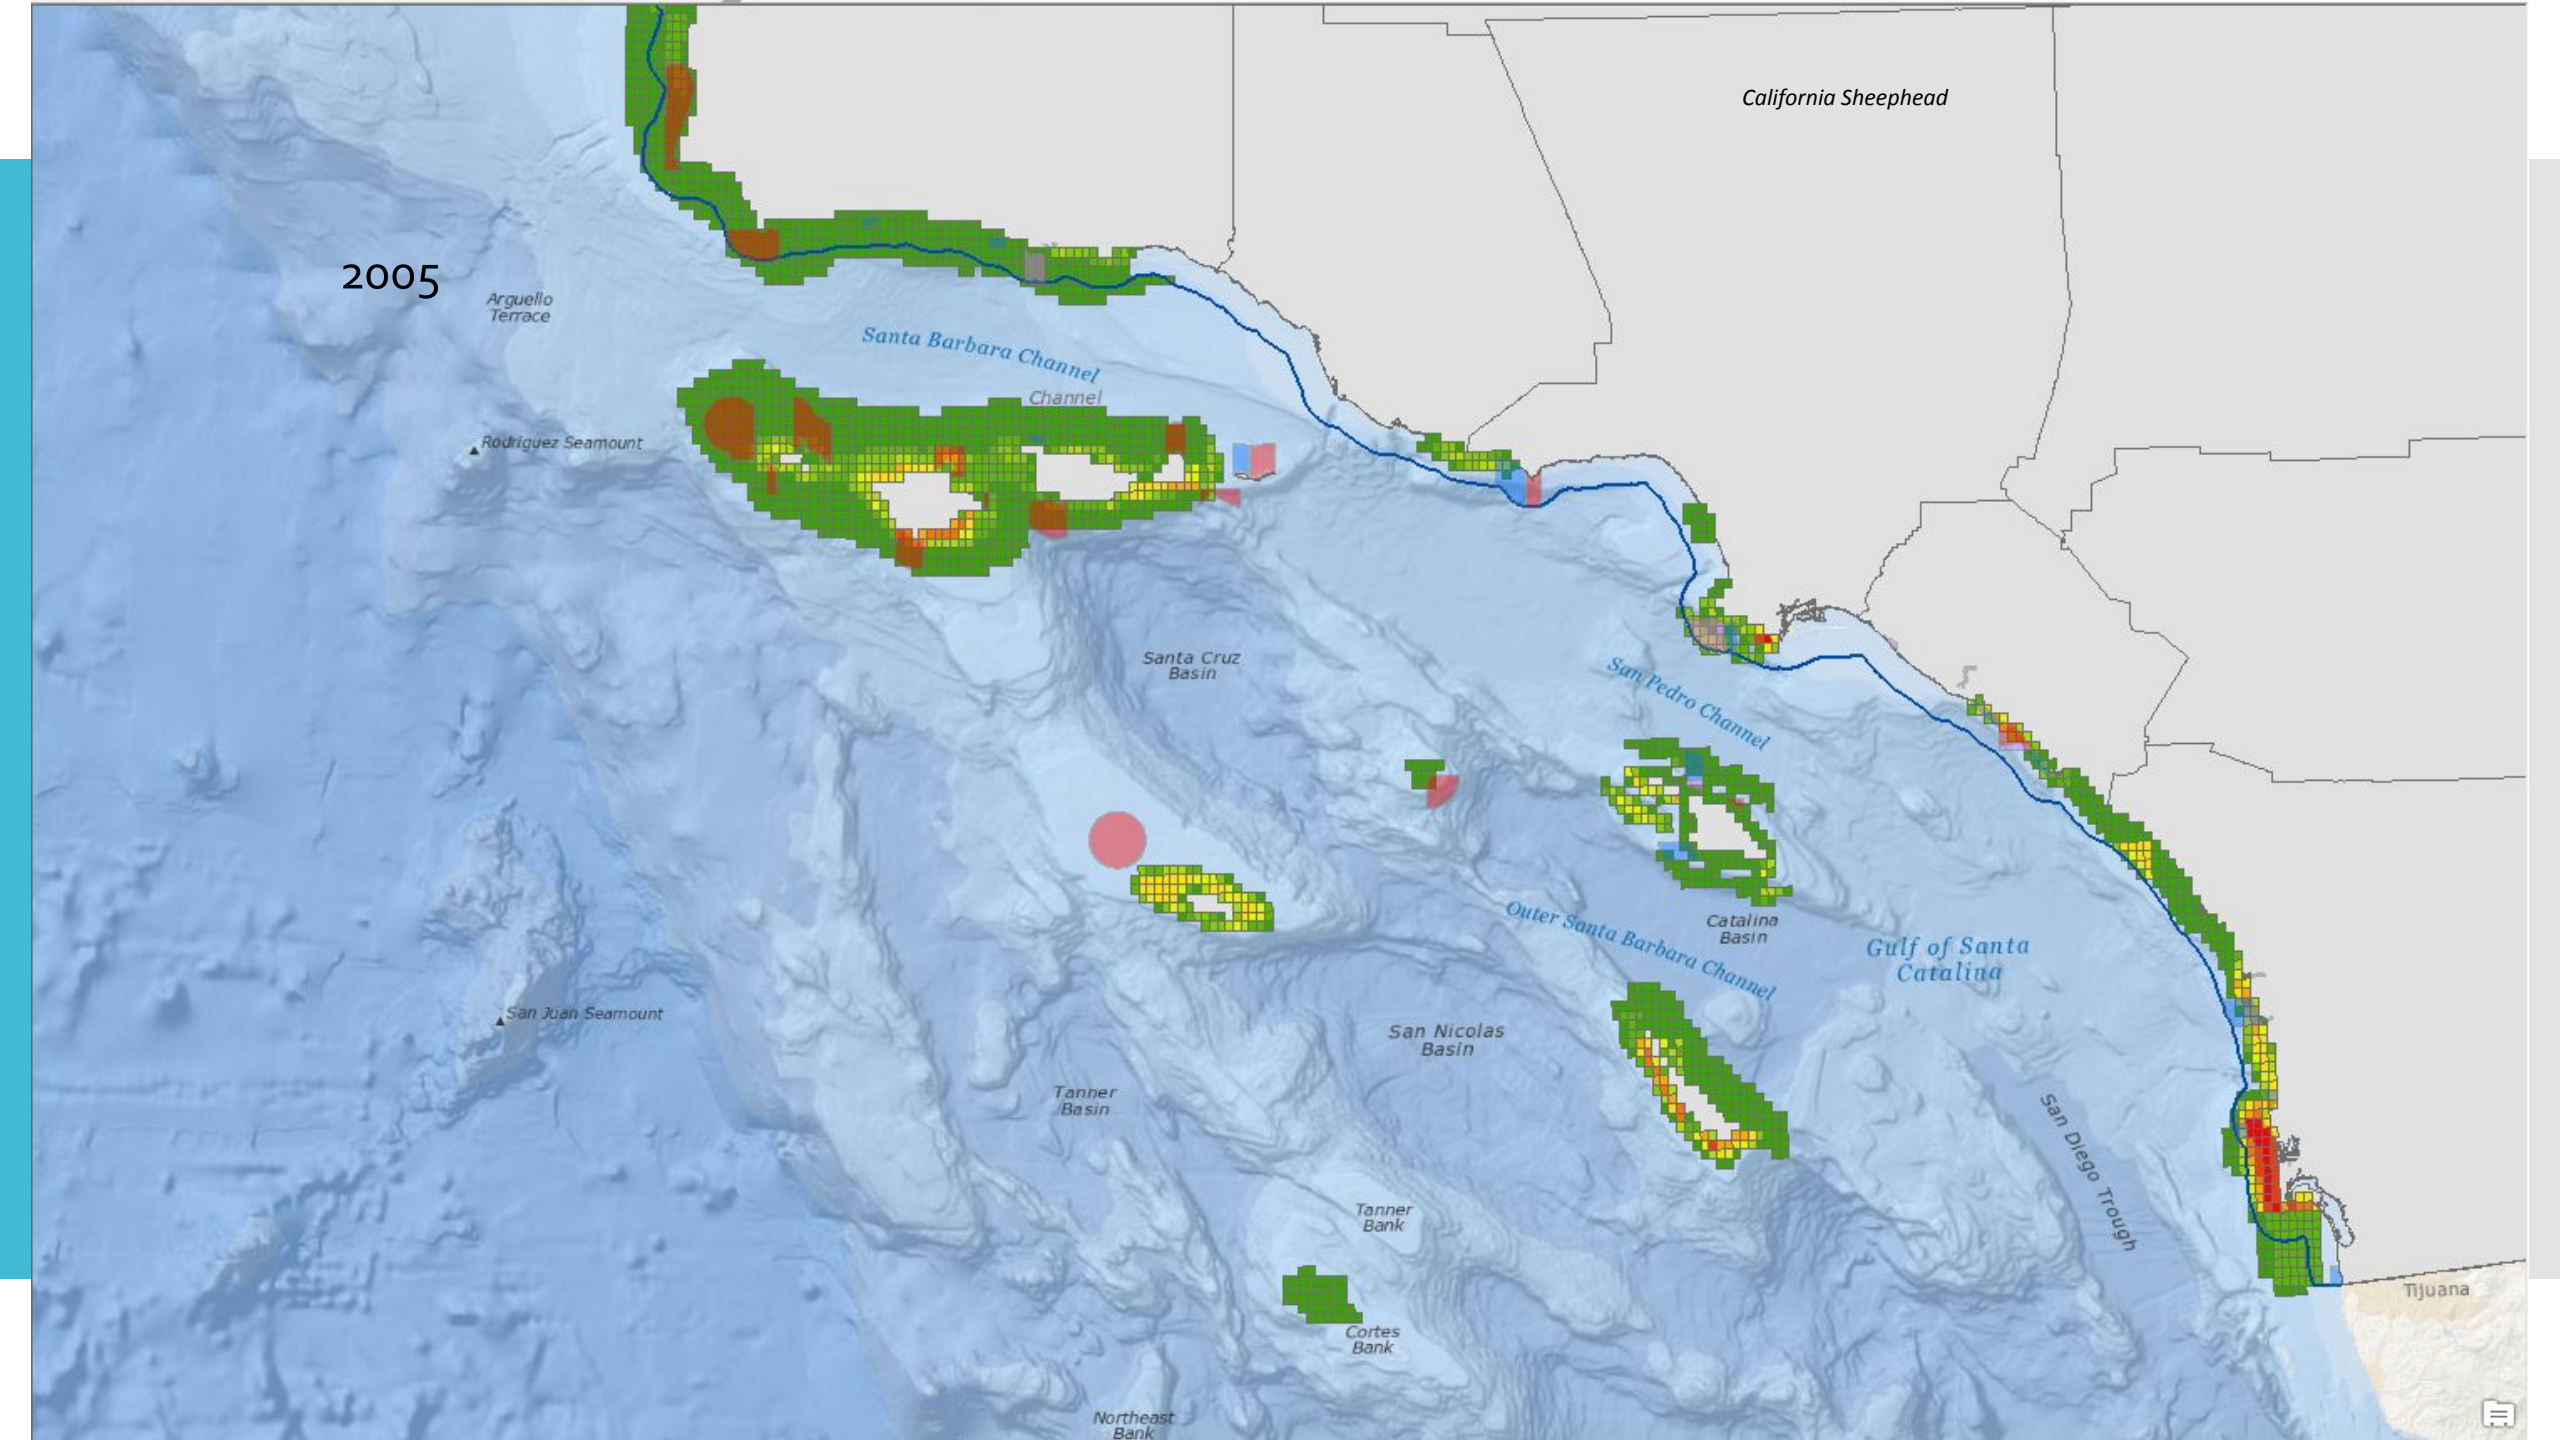 California Sheephead
2005
Arguello
Terrace
Santa Barbara Channel
Channel
Rodriguez Seamount
Santa Cruz
Basin
San Pedro Channel
Outer Santa Barbara Channel
Catalina
Basin
Gulf of Santa
Catalina
San Juan Seamount
San Nicolas
Basin
Tanner
Basin
San Diego Trough
Tanner
Bank
Tijuana
Cortes
Bank
Northeast
Bank